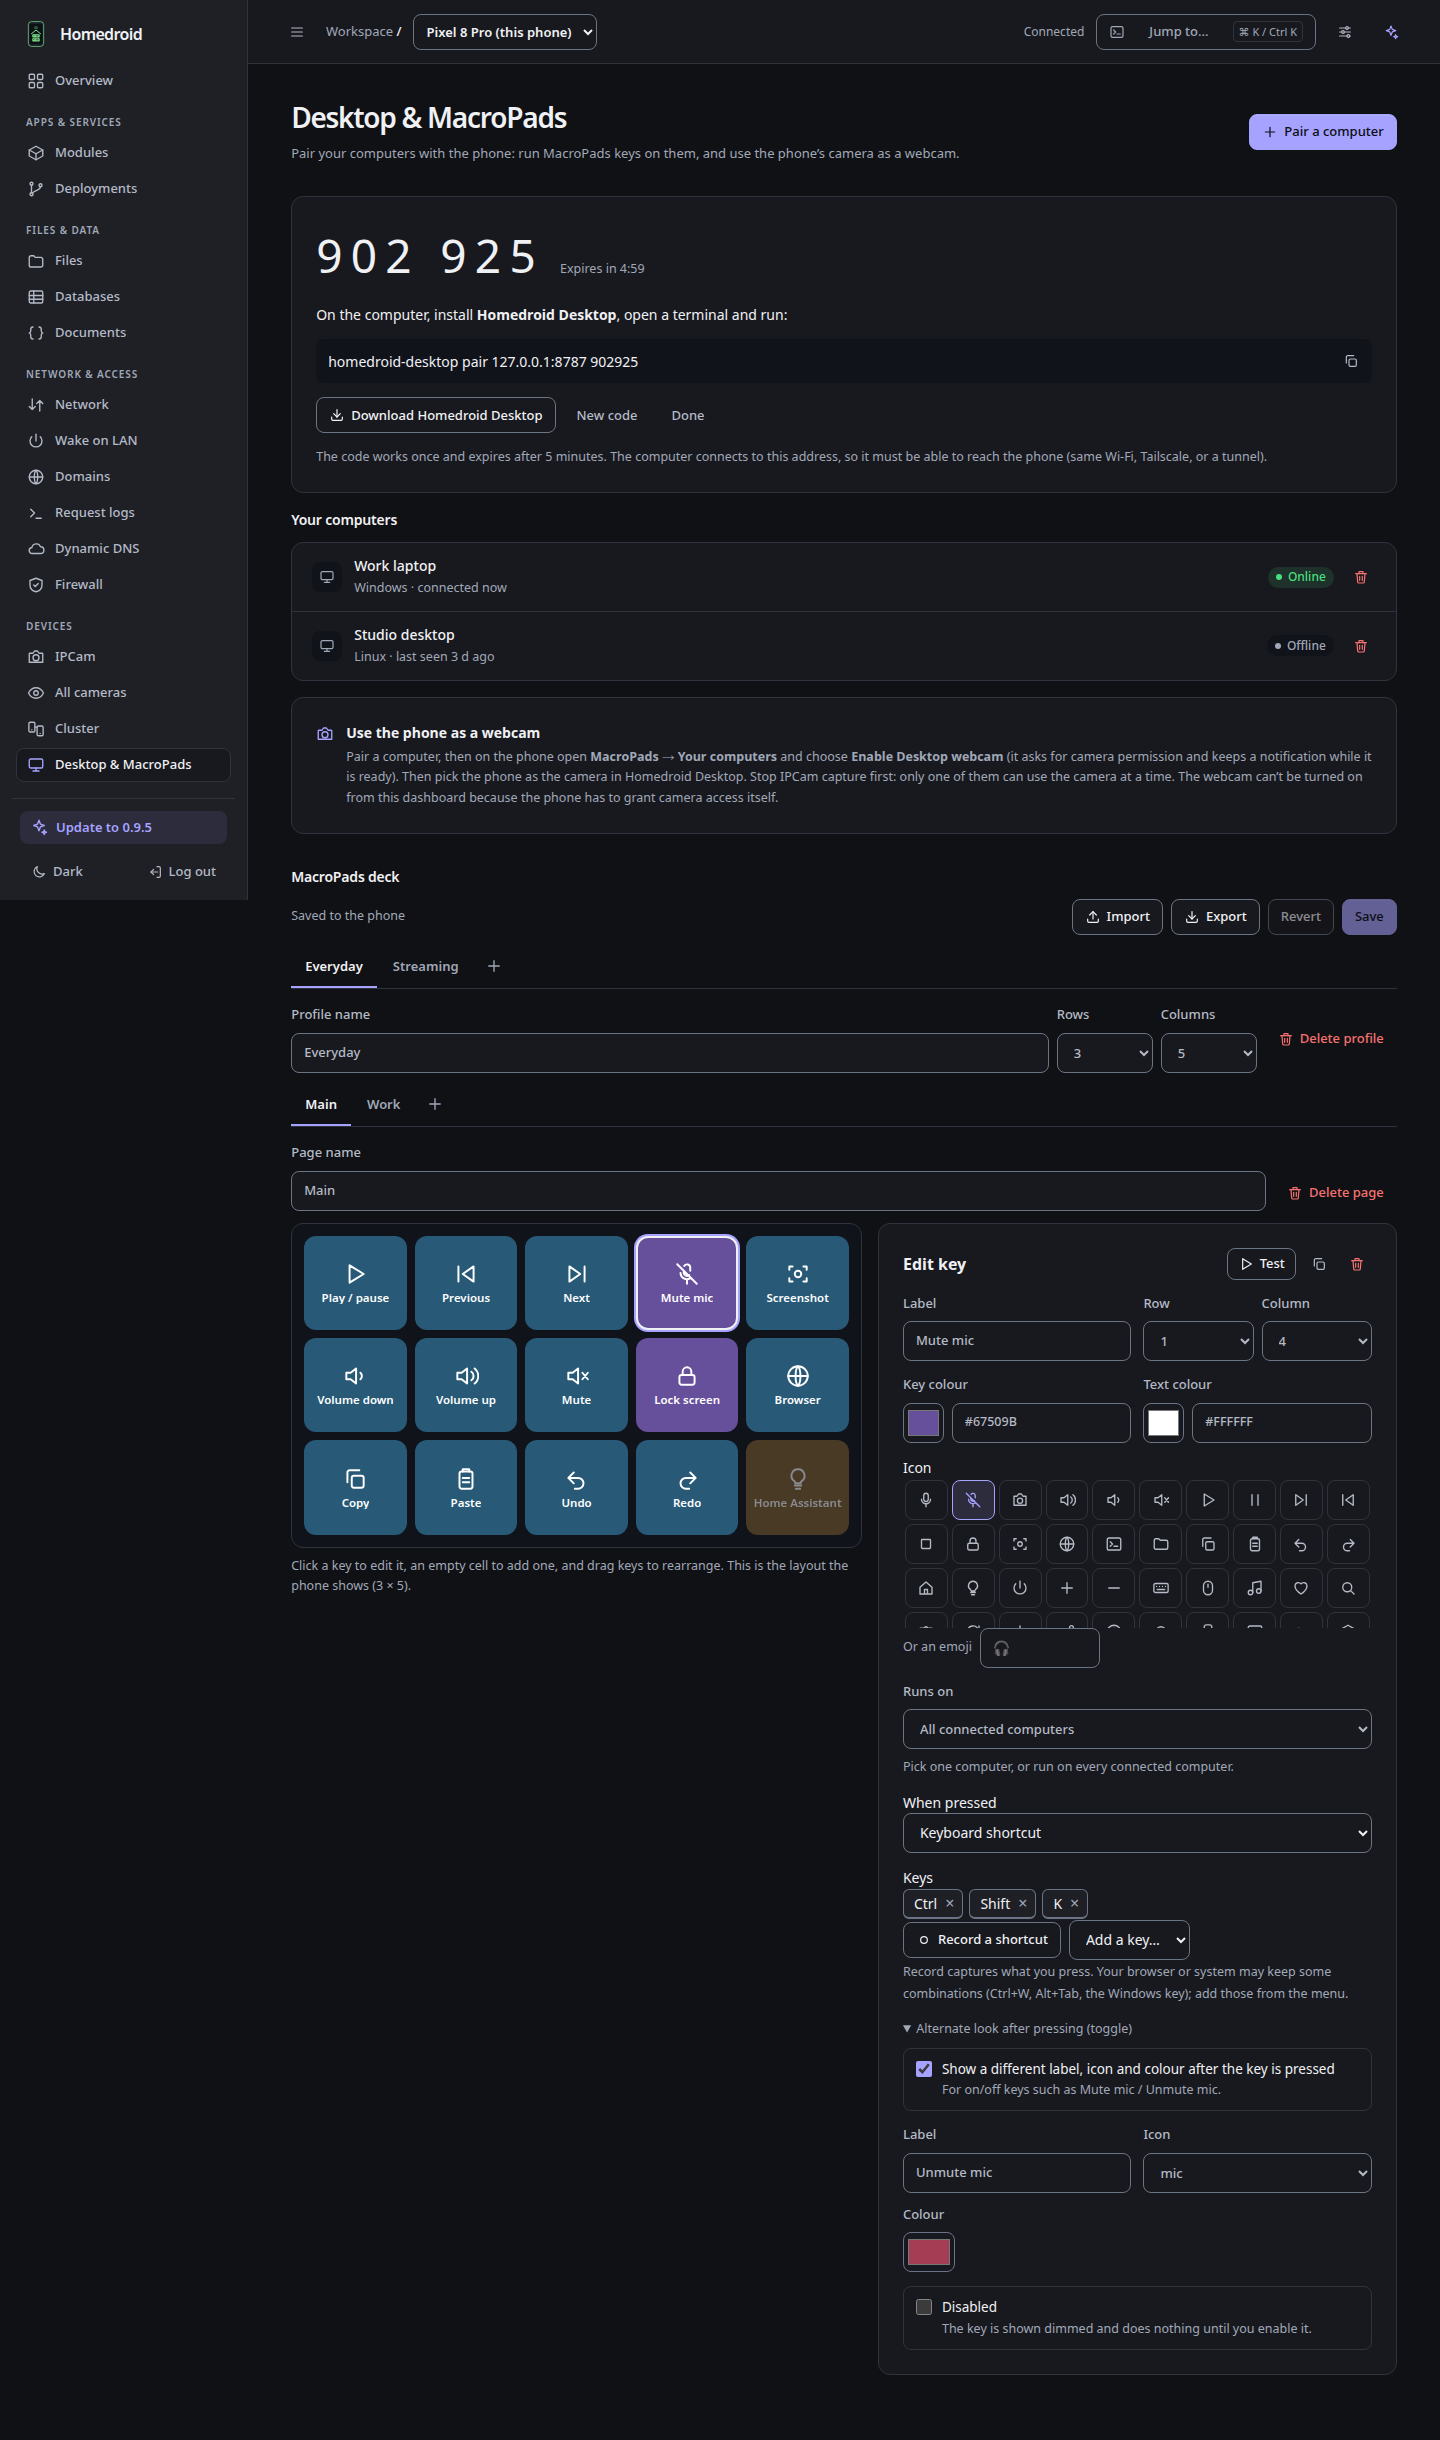 Homedroid
Overview
APPS & SERVICES
Modules
Deployments
FILES & DATA
Files
Databases
Documents
NETWORK & ACCESS
Network
Wake on LAN
Domains
Request logs
Dynamic DNS
Firewall
DEVICES
IPCam
All cameras
Cluster
Desktop & MacroPads
Update to 0.9.5
Dark
Log out
Workspace / Pixel 8 Pro (this phone)
Connected
Jump to... ⌘ K / Ctrl K
Desktop & MacroPads
Pair your computers with the phone: run MacroPads keys on them, and use the phone’s camera as a webcam.
Pair a computer
902 925 Expires in 4:59
On the computer, install Homedroid Desktop, open a terminal and run:
homedroid-desktop pair 127.0.0.1:8787 902925
Download Homedroid Desktop New code Done
The code works once and expires after 5 minutes. The computer connects to this address, so it must be able to reach the phone (same Wi-Fi, Tailscale, or a tunnel).
Your computers
Work laptop
Windows · connected now
Online
Studio desktop
Linux · last seen 3 d ago
Offline
Use the phone as a webcam
Pair a computer, then on the phone open MacroPads → Your computers and choose Enable Desktop webcam (it asks for camera permission and keeps a notification while it
is ready). Then pick the phone as the camera in Homedroid Desktop. Stop IPCam capture first: only one of them can use the camera at a time. The webcam can’t be turned on
from this dashboard because the phone has to grant camera access itself.
MacroPads deck
Saved to the phone
Import Export Revert Save
Everyday Streaming +
Profile name Rows Columns
Everyday 3 5 Delete profile
Main Work +
Page name
Main Delete page
Play / pause Previous Next Mute mic Screenshot
Volume down Volume up Mute Lock screen Browser
Copy Paste Undo Redo Home Assistant
Click a key to edit it, an empty cell to add one, and drag keys to rearrange. This is the layout the
phone shows (3 × 5).
Edit key Test
Label Row Column
Mute mic 1 4
Key colour Text colour
#67509B #FFFFFF
Icon
Or an emoji 🎧
Runs on
All connected computers
Pick one computer, or run on every connected computer.
When pressed
Keyboard shortcut
Keys
Ctrl × Shift × K ×
Record a shortcut Add a key...
Record captures what you press. Your browser or system may keep some
combinations (Ctrl+W, Alt+Tab, the Windows key); add those from the menu.
▼ Alternate look after pressing (toggle)
Show a different label, icon and colour after the key is pressed
For on/off keys such as Mute mic / Unmute mic.
Label Icon
Unmute mic mic
Colour
Disabled
The key is shown dimmed and does nothing until you enable it.